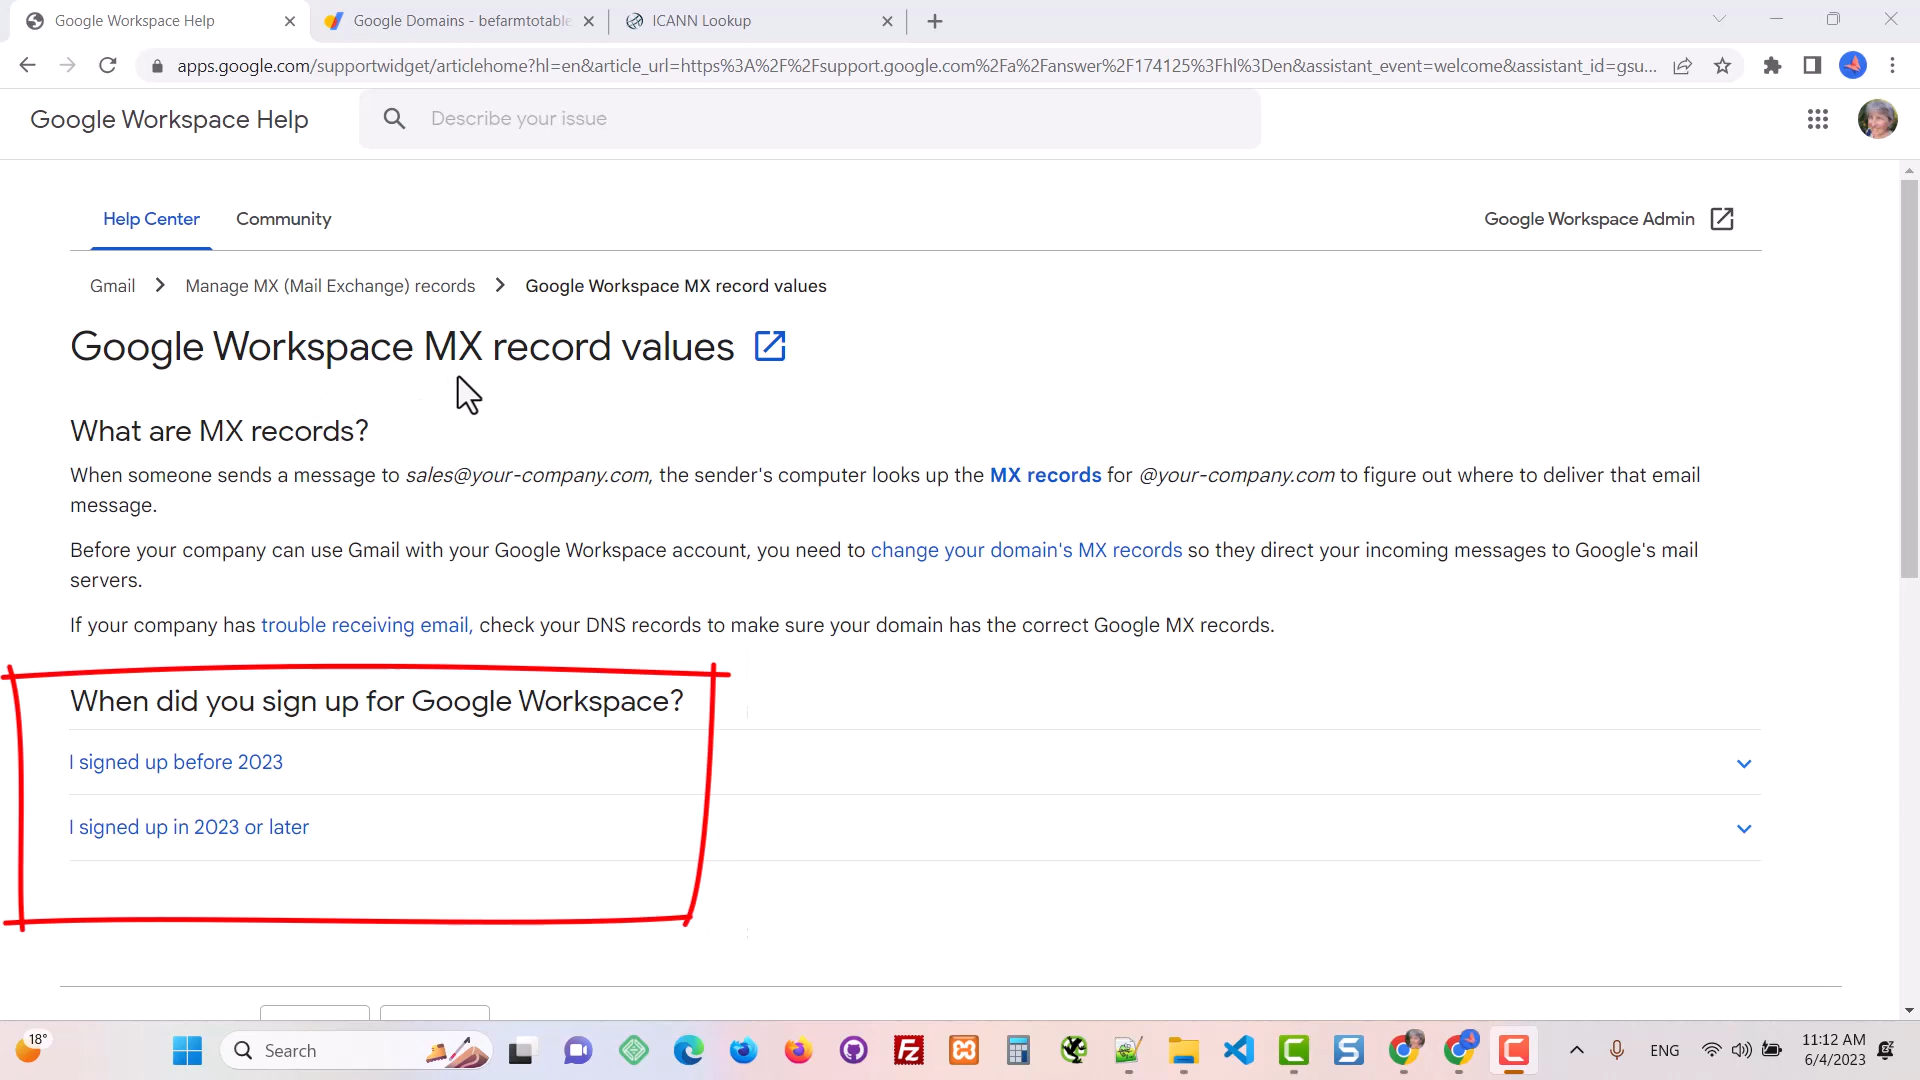 Google Workspace Help
Google Domains - befarmtotable
ICANN Lookup
apps.google.com/supportwidget/articlehome?hl=en&article_url=https%3A%2F%2Fsupport.google.com%2Fa%2Fanswer%2F174125%3Fhl%3Den&assistant_event=welcome&assistant_id=gsu...
Google Workspace Help
Describe your issue
Help Center
Community
Google Workspace Admin
Gmail > Manage MX (Mail Exchange) records > Google Workspace MX record values
Google Workspace MX record values
What are MX records?
When someone sends a message to sales@your-company.com, the sender's computer looks up the MX records for @your-company.com to figure out where to deliver that email
message.
Before your company can use Gmail with your Google Workspace account, you need to change your domain's MX records so they direct your incoming messages to Google's mail
servers.
If your company has trouble receiving email, check your DNS records to make sure your domain has the correct Google MX records.
When did you sign up for Google Workspace?
I signed up before 2023
I signed up in 2023 or later
18°
Search
Fz
C
S
C
ENG
11:12 AM
6/4/2023